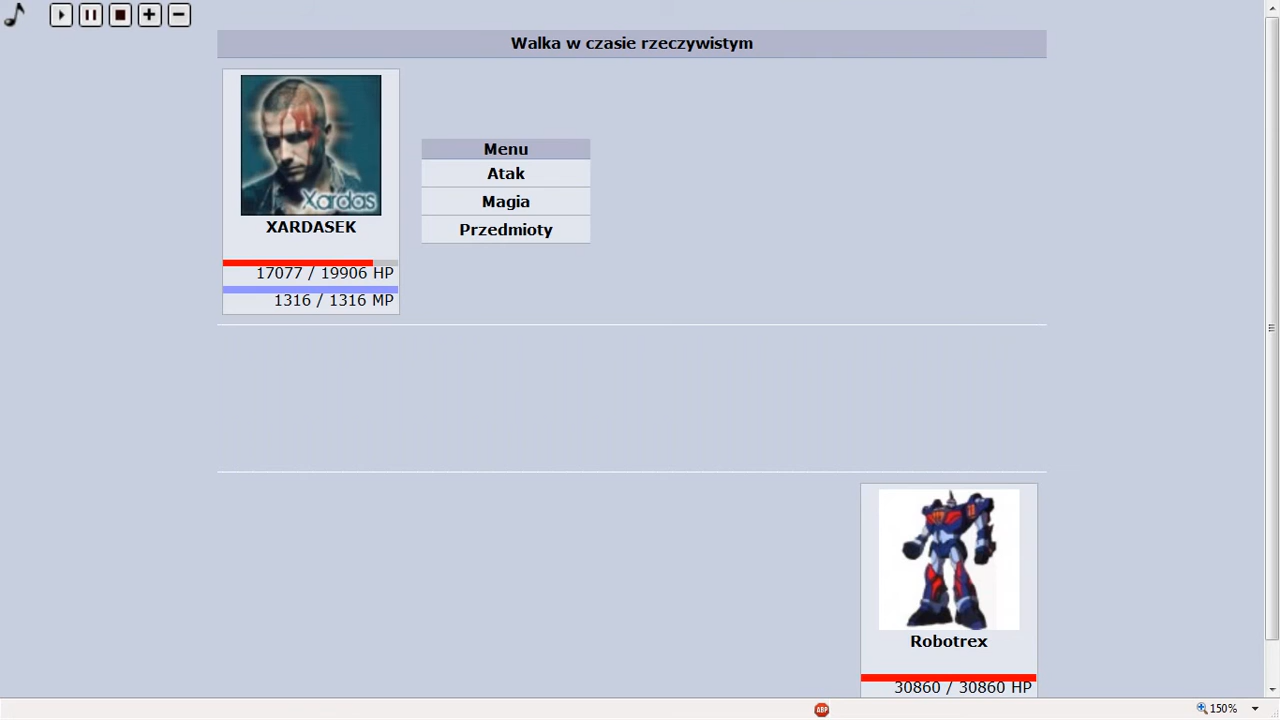 Walka w czasie rzeczywistym
Xardas
XARDASEK
17077 / 19906 HP
1316 / 1316 MP
Menu
Atak
Magia
Przedmioty
Robotrex
30860 / 30860 HP
ABP
150%